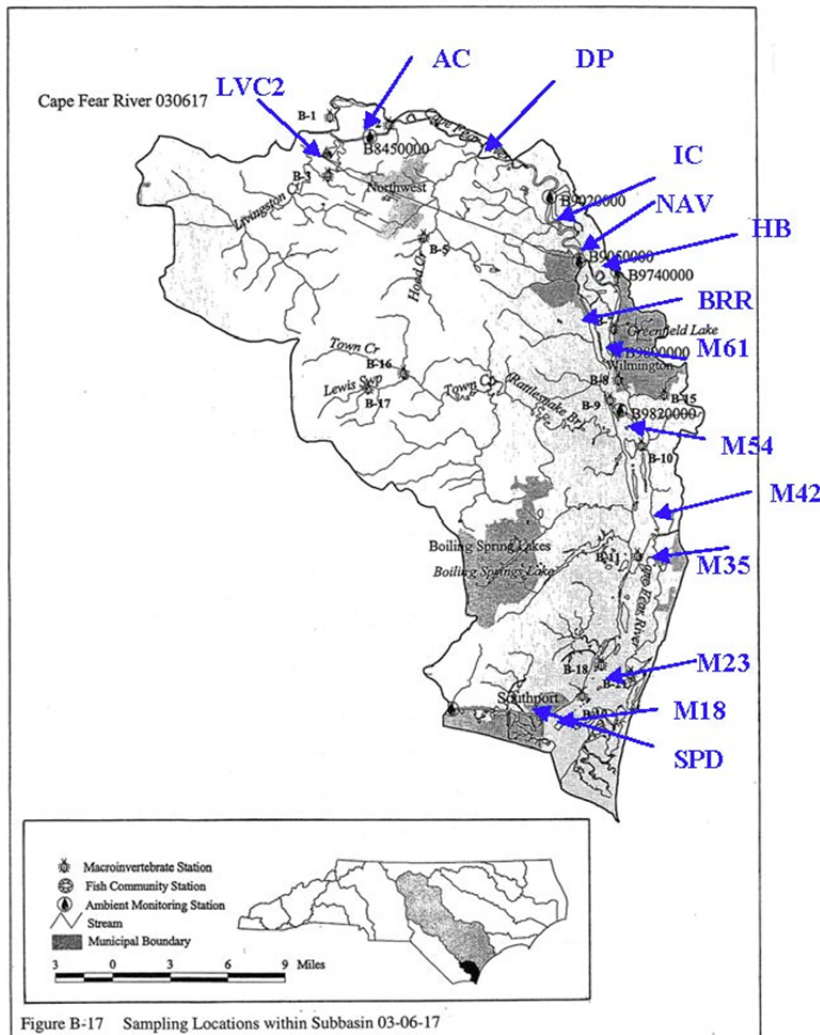 AC
DP
LVC2
Cape Fear River 030617
B-1
B8450000
B-3
Northwest
IC
Livingston Cr
B9020000
NAV
HB
B-5
Hood Cr
B9050000
B9740000
BRR
Greenfield Lake
M61
Town Cr
B-16
Wilmington
B-8
Lewis Swp
Town Cr
Rattlesnake Br
B-15
B-17
B-9
B9820000
M54
B-10
M42
Boiling Spring Lakes
B-11
M35
Boiling Springs Lake
Cape Fear River
B-18
M23
Southport
M18
SPD
Macroinvertebrate Station
Fish Community Station
Ambient Monitoring Station
Stream
Municipal Boundary
3 0 3 6 9 Miles
Figure B-17 Sampling Locations within Subbasin 03-06-17